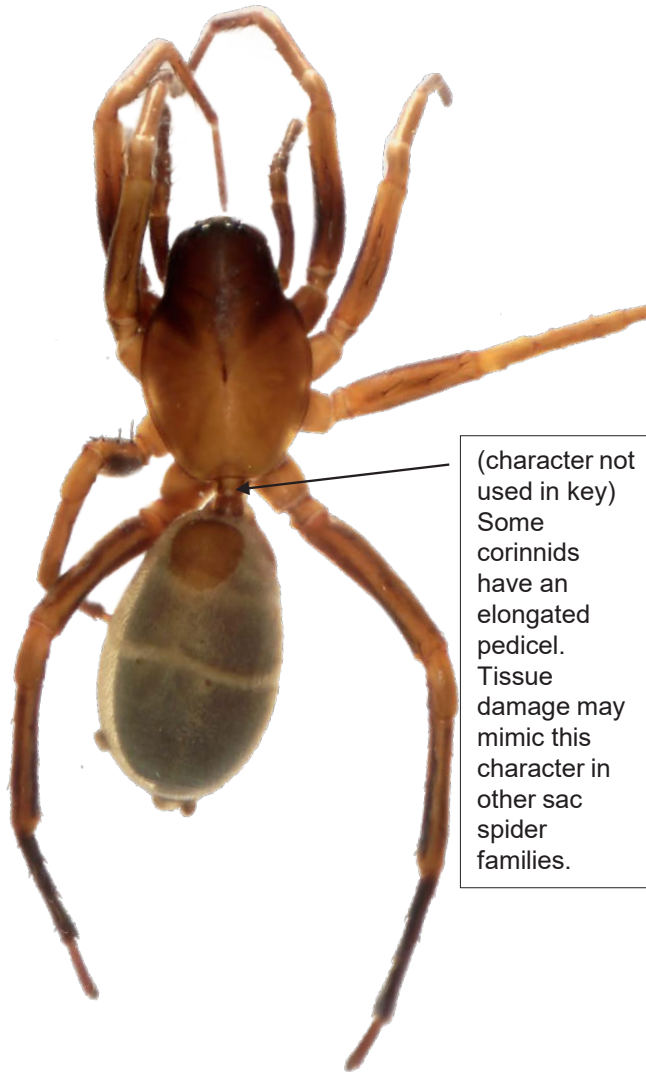 (character not
used in key)
Some
corinnids
have an
elongated
pedicel.
Tissue
damage may
mimic this
character in
other sac
spider
families.